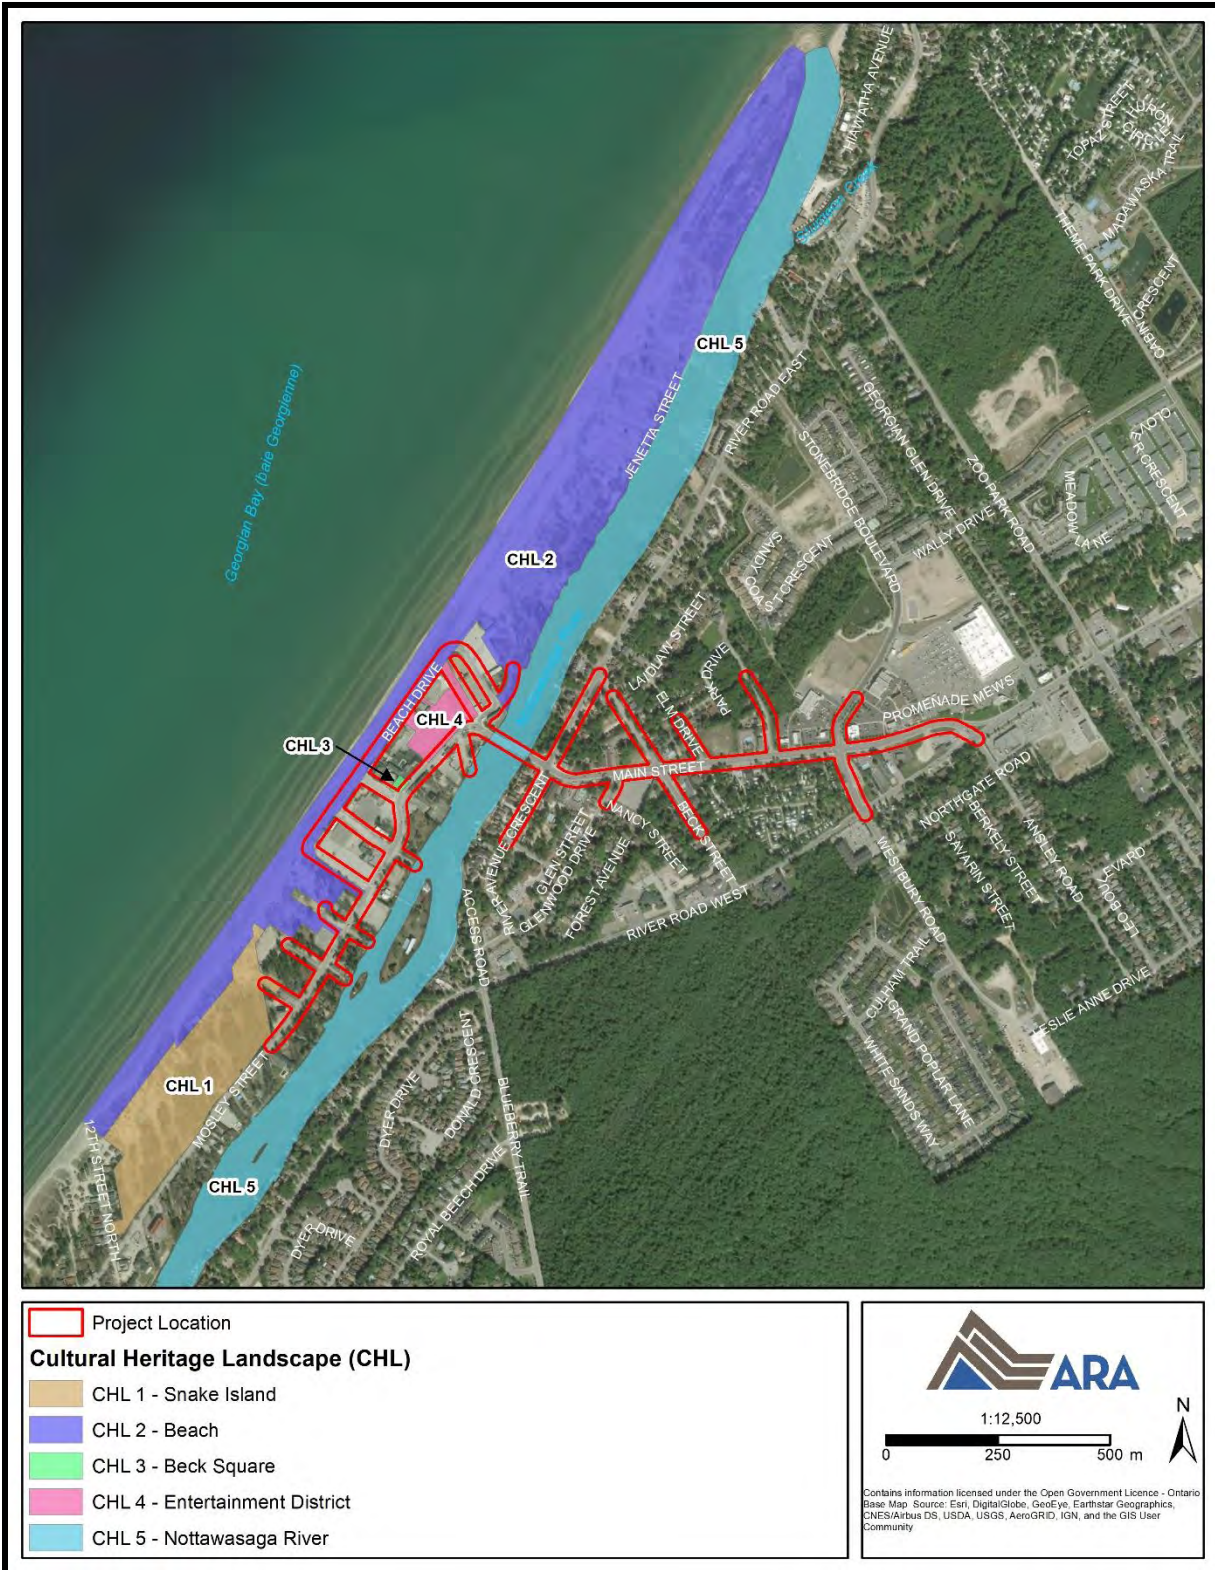 HIAWATHA AVENUE
TOPAZ STREET
HURON
CIRCLE
MADAWASKA TRAIL
Sturgeon Creek
THEME PARK DRIVE
CABIN CRESCENT
CHL 5
Georgian Bay (baie Georgienne)
JENETTA STREET
RIVER ROAD EAST
GEORGIAN GLEN DRIVE
STONEBRIDGE BOULEVARD
ZOO PARK ROAD
CLOVER CRESCENT
MEADOW LANE
WALLY DRIVE
SANDY COVE
COAST CRESCENT
CHL 2
LAIDLAW STREET
PARK DRIVE
ELM DRIVE
BEACH DRIVE
CHL 4
CHL 3
PROMENADE MEWS
MAIN STREET
NORTHGATE ROAD
RIVER AVENUE CRESCENT
GLEN STREET
GLENWOOD DRIVE
NANCY STREET
BECK STREET
FOREST AVENUE
BERKELY STREET
SAVARIN STREET
ANSLEY ROAD
LEO BOULEVARD
WESTBURY ROAD
RIVER ROAD WEST
ACCESS ROAD
CULHAM TRAIL
GRAND POPLAR LANE
WHITE SANDS WAY
LESLIE ANNE DRIVE
CHL 1
MOSLEY STREET
DYER DRIVE
DONALD CRESCENT
BLUEBERRY TRAIL
12TH STREET NORTH
CHL 5
DYER DRIVE
ROYAL BEECH DRIVE
Project Location
Cultural Heritage Landscape (CHL)
CHL 1 - Snake Island
CHL 2 - Beach
CHL 3 - Beck Square
CHL 4 - Entertainment District
CHL 5 - Nottawasaga River
ARA
1:12,500
N
0 250 500 m
Contains information licensed under the Open Government Licence - Ontario
Base Map Source: Esri, DigitalGlobe, GeoEye, Earthstar Geographics,
CNES/Airbus DS, USDA, USGS, AeroGRID, IGN, and the GIS User
Community